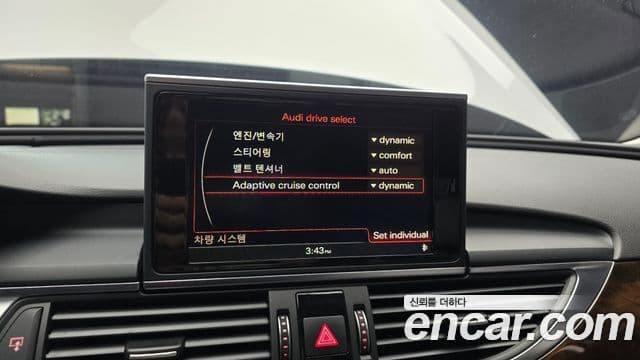 Audi drive select
엔진/변속기 ▾ dynamic
스티어링 ▾ comfort
벨트 텐셔너 ▾ auto
Adaptive cruise control ▾ dynamic
차량 시스템 Set individual
3:43 PM
신뢰를 더하다
encar.com